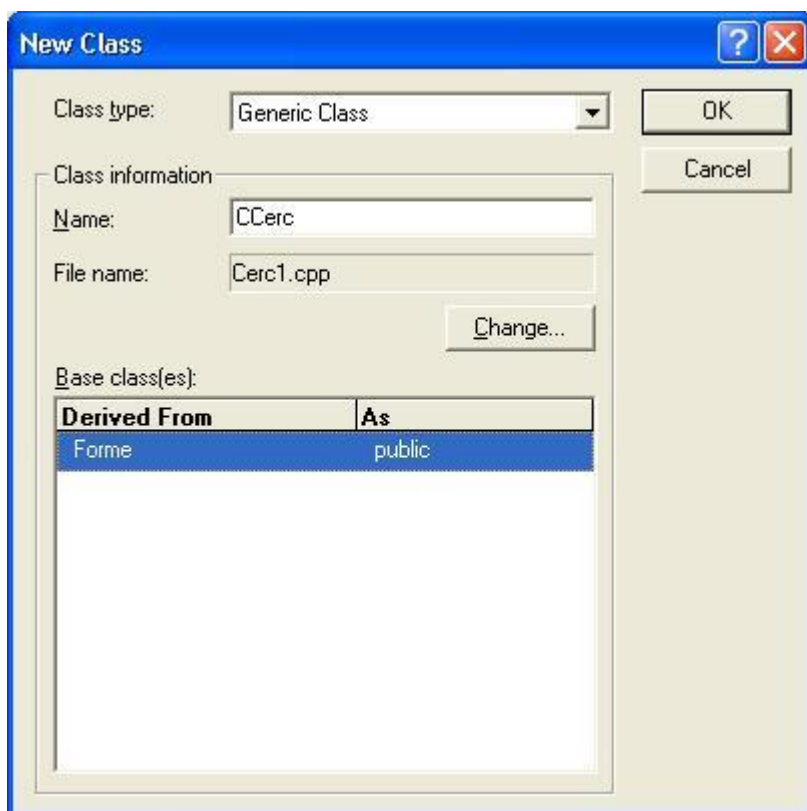 New Class
Class type: Generic Class OK
Cancel
Class information
Name: CCerc
File name: Cerc1.cpp
Change...
Base class(es):
Derived From As
Forme public